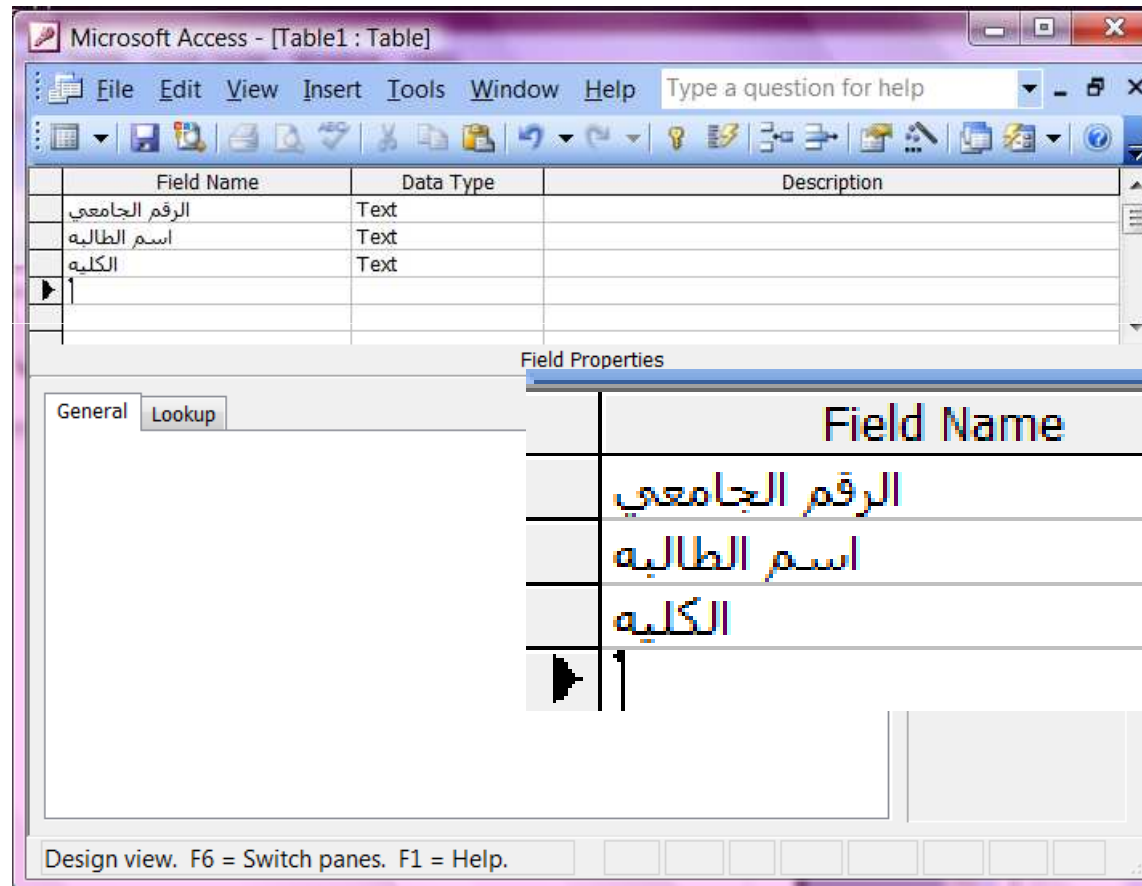 Microsoft Access - [Table1 : Table]
File Edit View Insert Tools Window Help Type a question for help
Field Name Data Type Description
الرقم الجامعي Text
اسم الطالبه Text
الكليه Text
Field Properties
General Lookup
Field Name
الرقم الجامعي
اسم الطالبه
الكليه
Design view. F6 = Switch panes. F1 = Help.